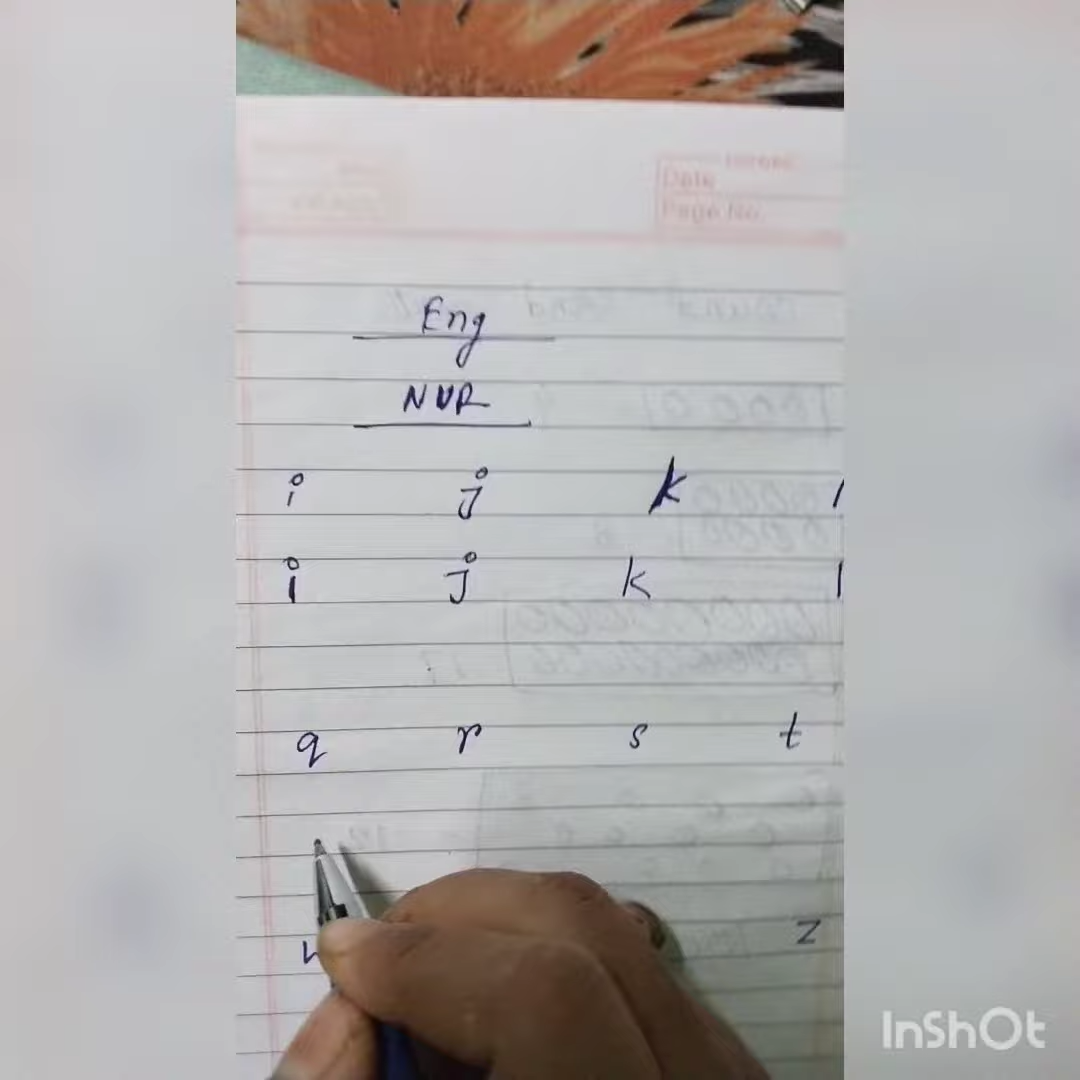 Date
Page No.
Eng
NUR
i j k l
i j k l
q r s t
z
InShOt